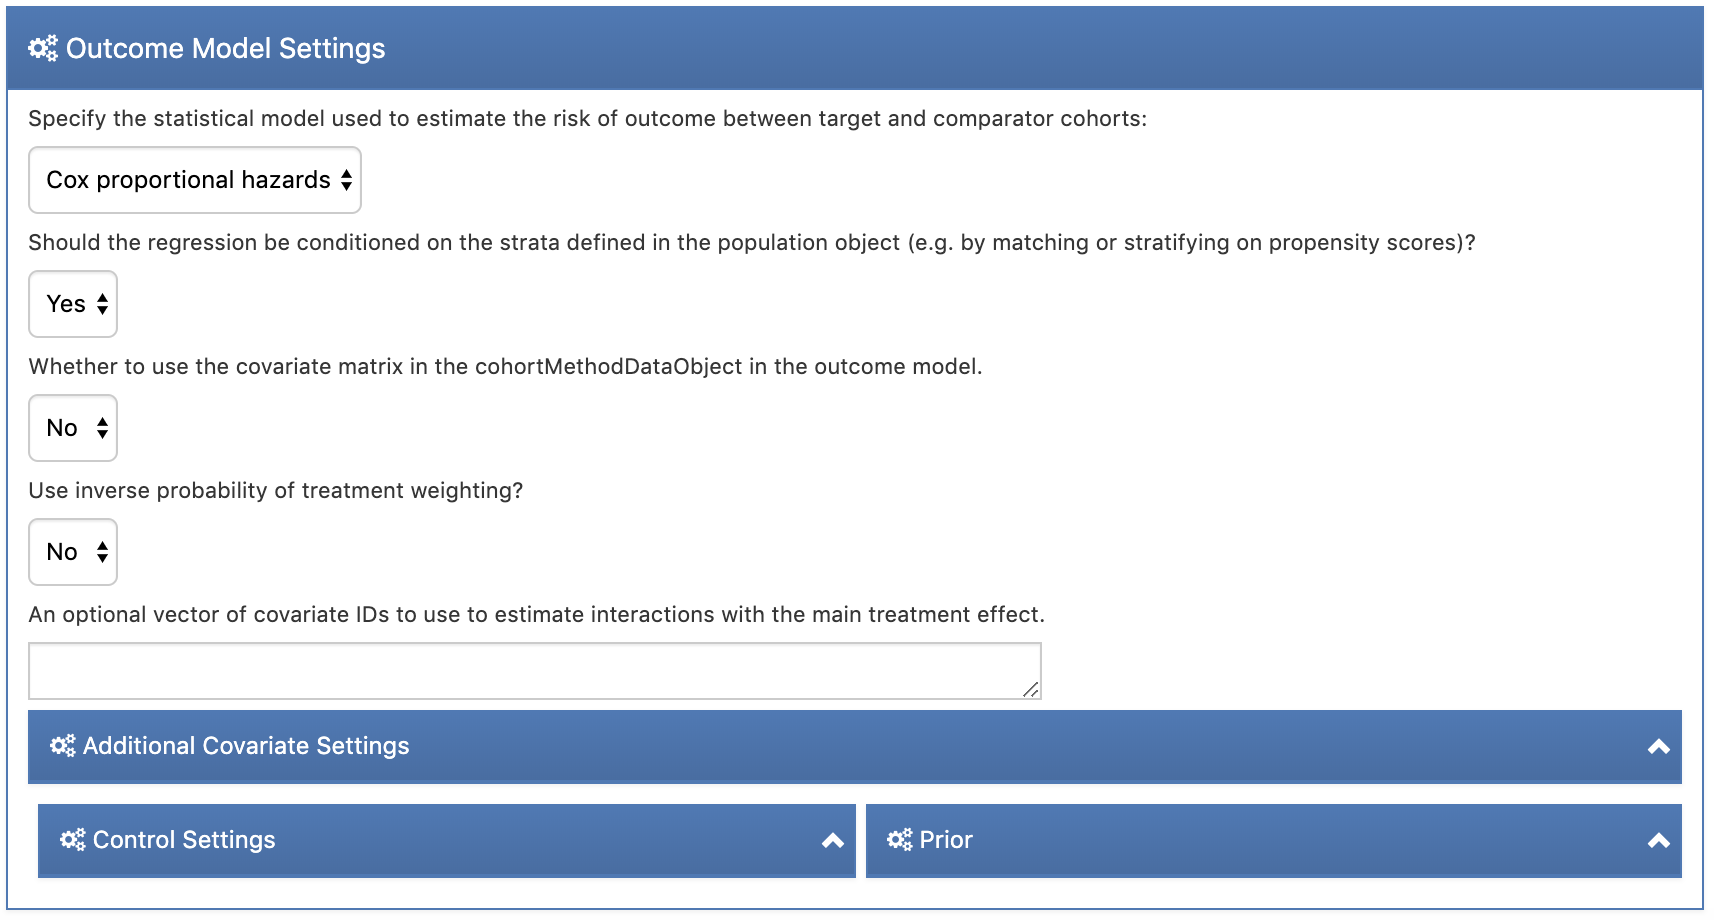 Outcome Model Settings
Specify the statistical model used to estimate the risk of outcome between target and comparator cohorts:
Cox proportional hazards
Should the regression be conditioned on the strata defined in the population object (e.g. by matching or stratifying on propensity scores)?
Yes
Whether to use the covariate matrix in the cohortMethodDataObject in the outcome model.
No
Use inverse probability of treatment weighting?
No
An optional vector of covariate IDs to use to estimate interactions with the main treatment effect.
Additional Covariate Settings
Control Settings
Prior